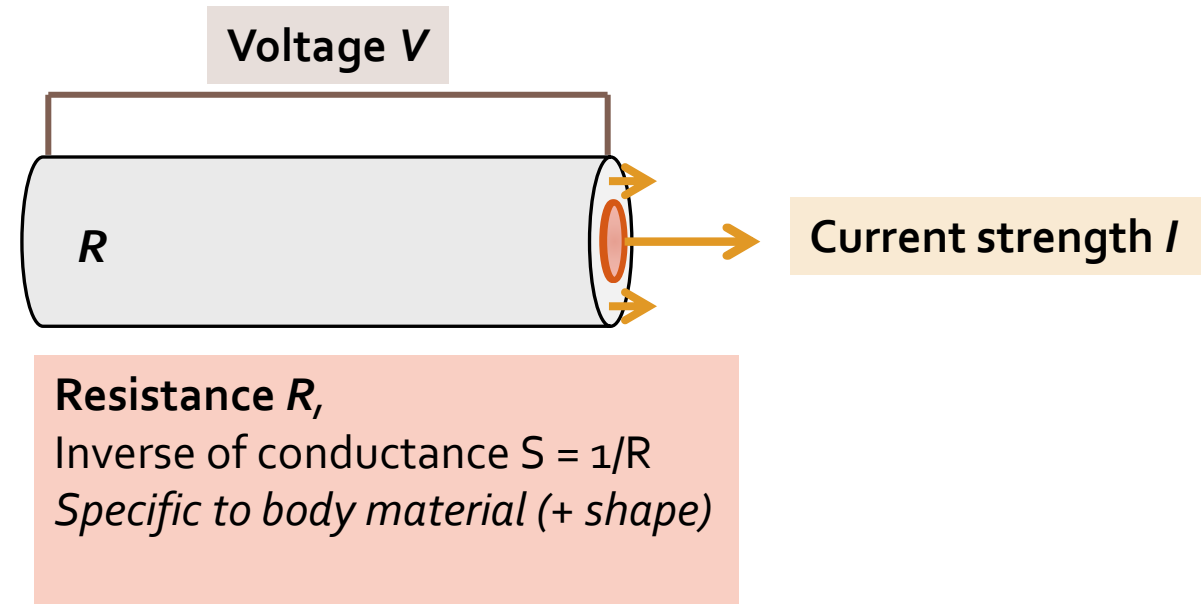 Voltage V
R
Current strength I
Resistance R,
Inverse of conductance S = 1/R
Specific to body material (+ shape)